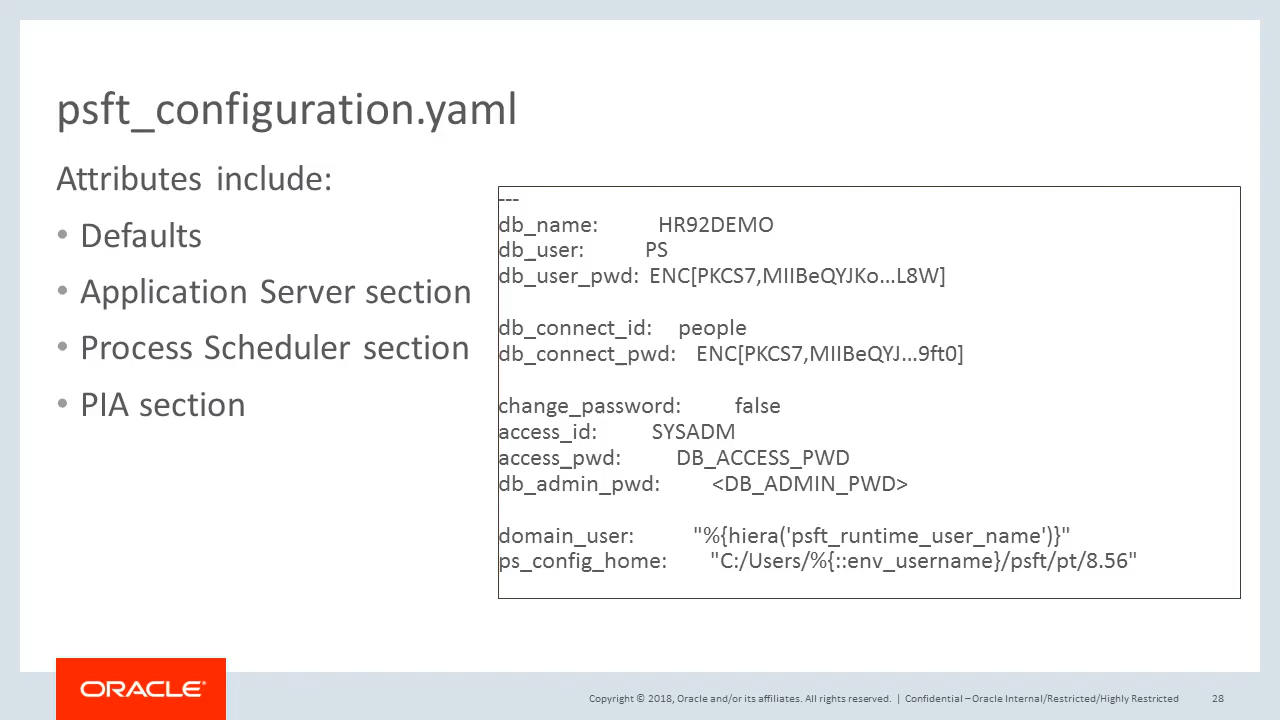 psft_configuration.yaml
Attributes include:
• Defaults
• Application Server section
• Process Scheduler section
• PIA section
---
db_name: HR92DEMO
db_user: PS
db_user_pwd: ENC[PKCS7,MIIBeQYJKo...L8W]
db_connect_id: people
db_connect_pwd: ENC[PKCS7,MIIBeQYJ...9ft0]
change_password: false
access_id: SYSADM
access_pwd: DB_ACCESS_PWD
db_admin_pwd: <DB_ADMIN_PWD>
domain_user: "%{hiera('psft_runtime_user_name')}"
ps_config_home: "C:/Users/%{::env_username}/psft/pt/8.56"
ORACLE®
Copyright © 2018, Oracle and/or its affiliates. All rights reserved. | Confidential – Oracle Internal/Restricted/Highly Restricted 28